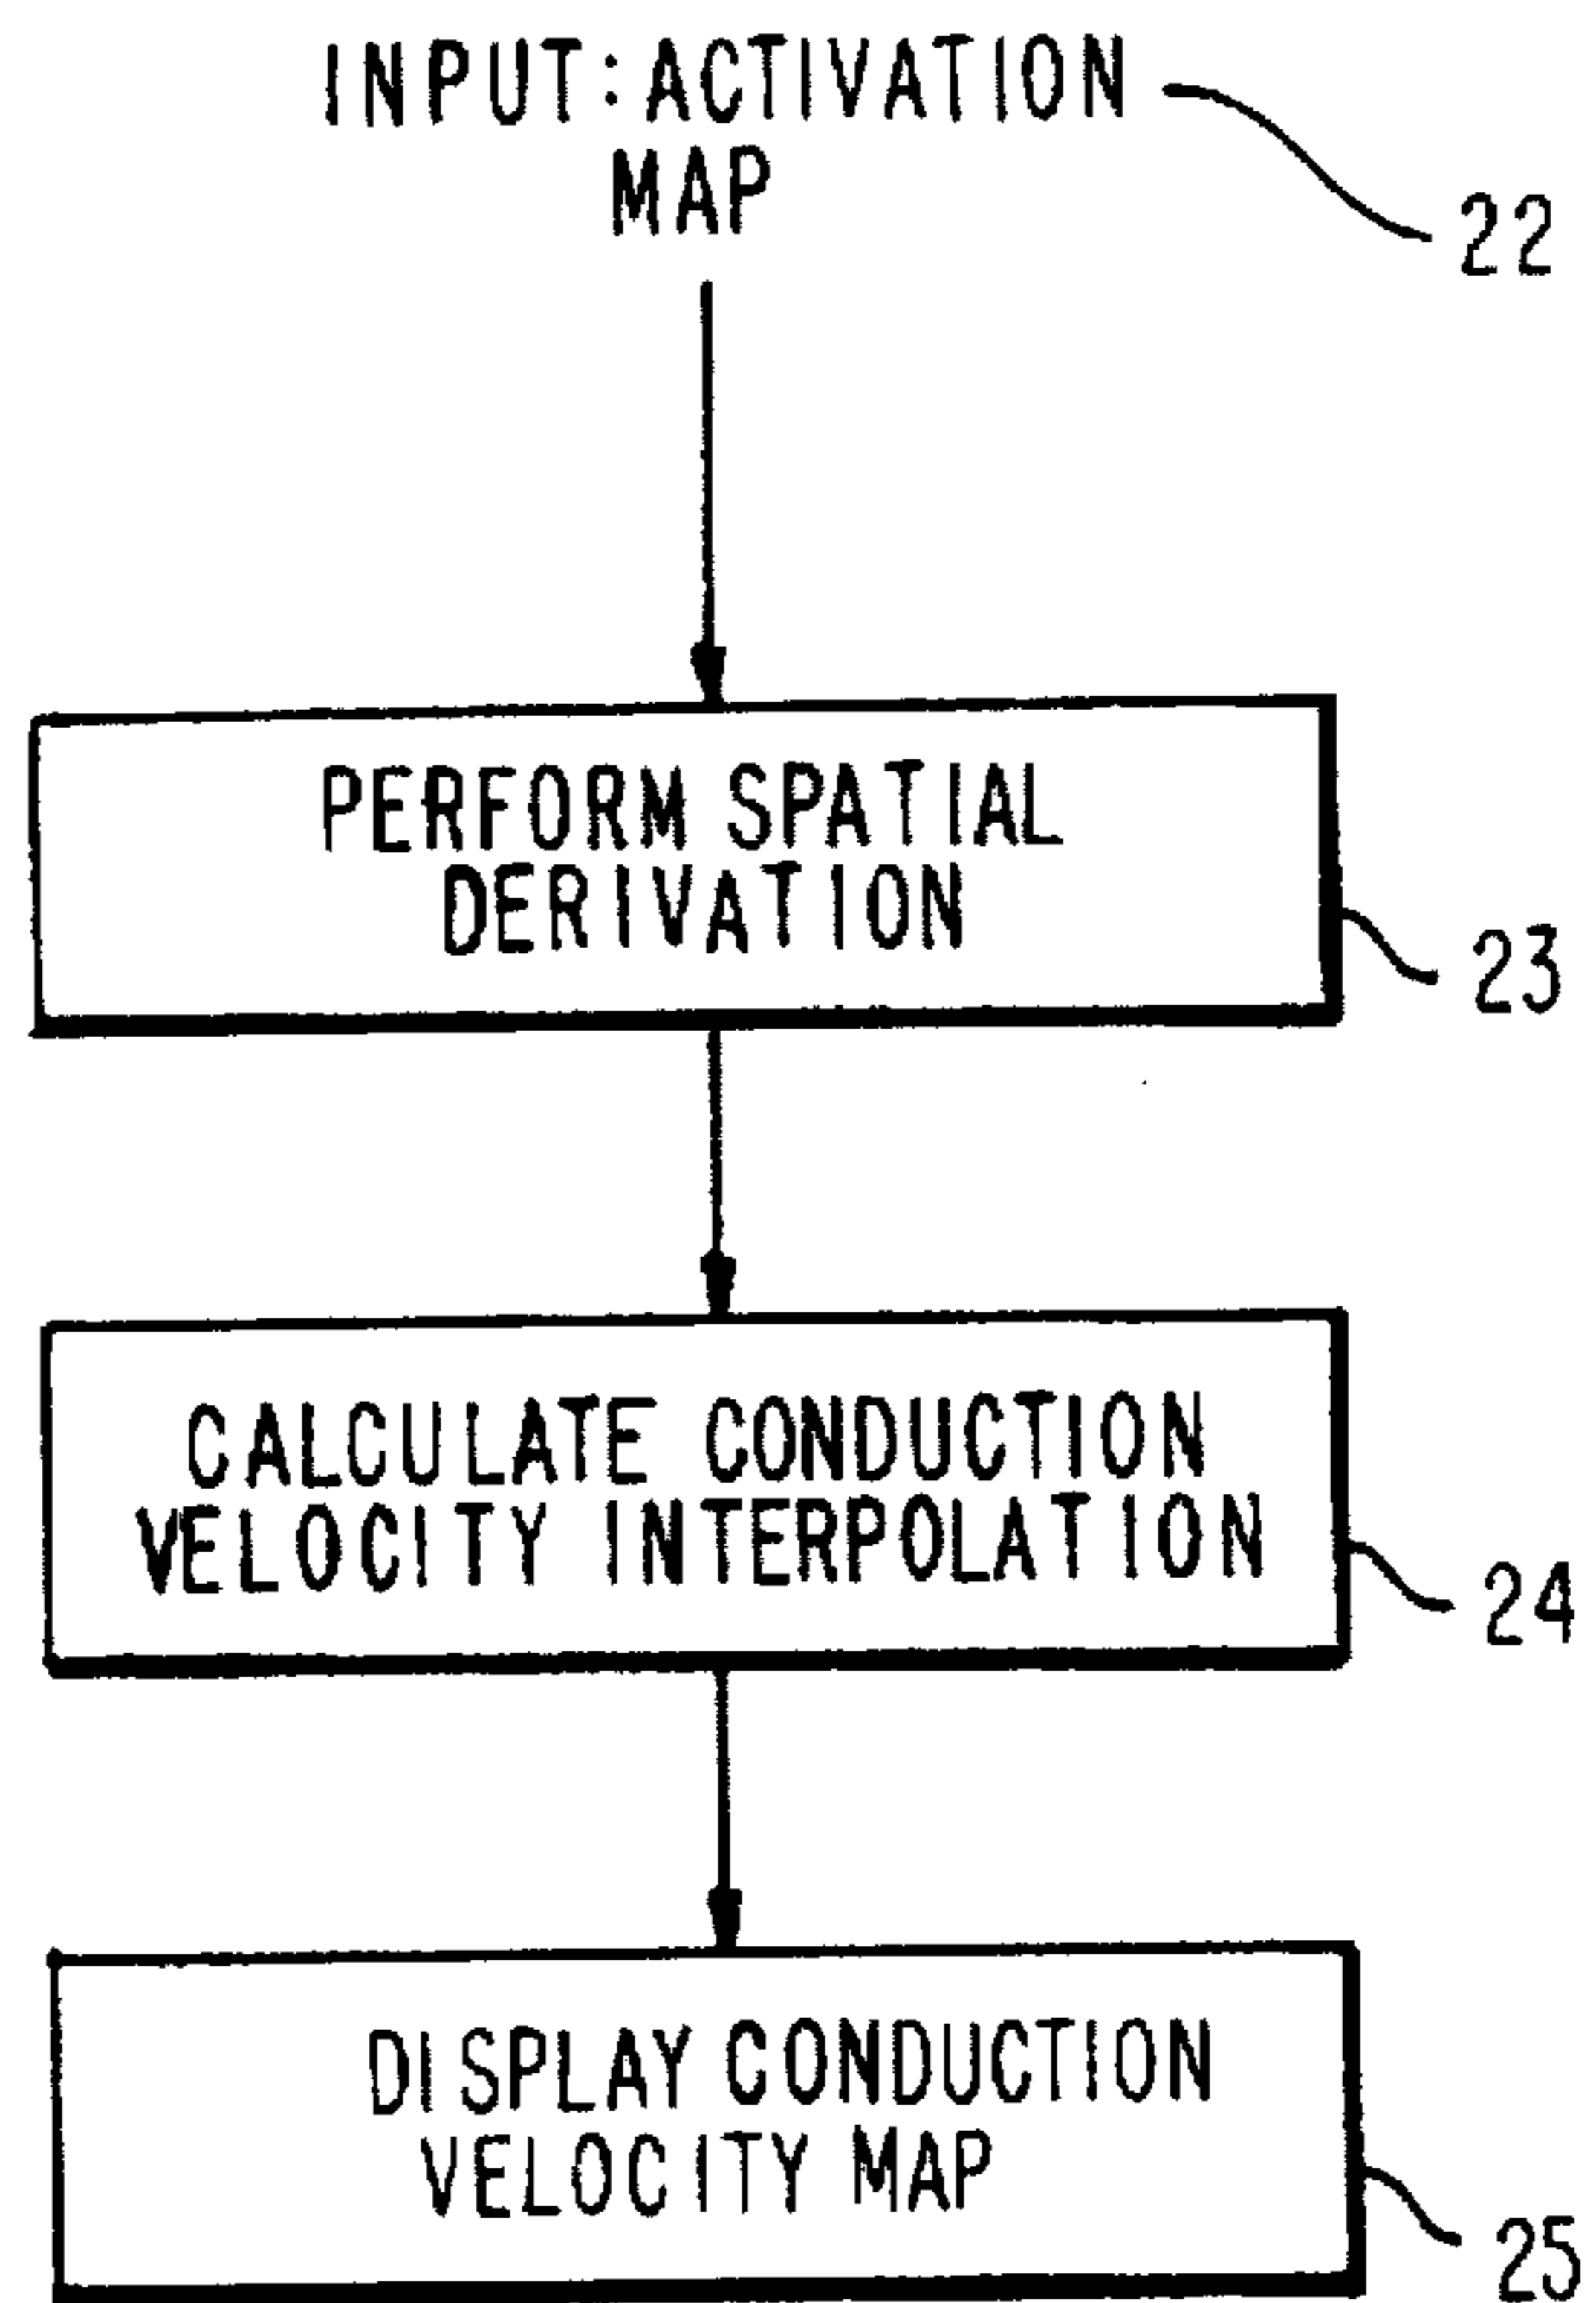 INPUT: ACTIVATION
MAP
22
PERFORM SPATIAL
DERIVATION
23
CALCULATE CONDUCTION
VELOCITY INTERPOLATION
24
DISPLAY CONDUCTION
VELOCITY MAP
25